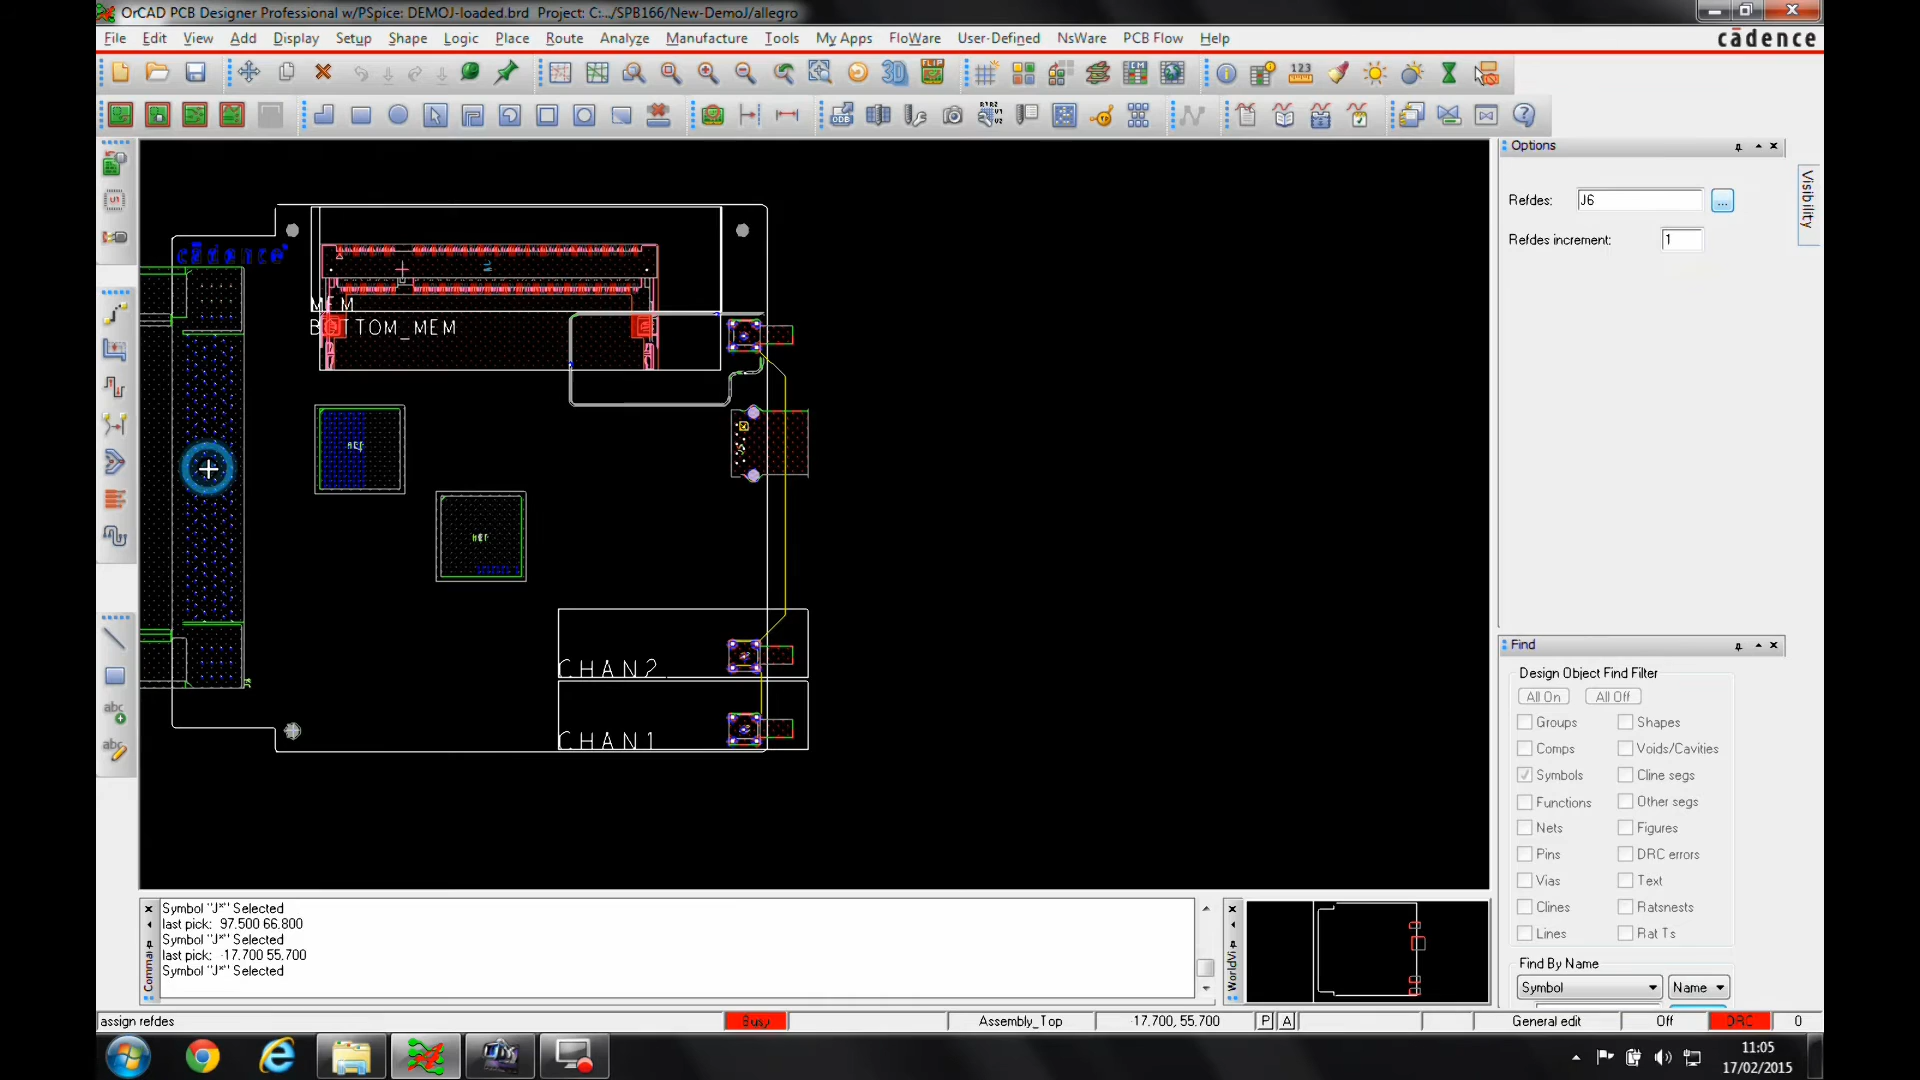 OrCAD PCB Designer Professional w/PSpice: DEMOJ-loaded.brd  Project: C:../SPB166/New-DemoJ/allegro
File Edit View Add Display Setup Shape Logic Place Route Analyze Manufacture Tools My Apps FloWare User-Defined NsWare PCB Flow Help
cādence
Options
Refdes: J6 ...
Refdes increment: 1
Visibility
cādence
MEM
BOTTOM_MEM
CHAN2
CHAN1
Find
Design Object Find Filter
All On All Off
Groups Shapes
Comps Voids/Cavities
Symbols Cline segs
Functions Other segs
Nets Figures
Pins DRC errors
Vias Text
Clines Ratsnests
Lines Rat Ts
Find By Name
Symbol Name
Symbol "J*" Selected
last pick:  97.500 66.800
Symbol "J*" Selected
last pick:  -17.700 55.700
Symbol "J*" Selected
assign refdes Busy Assembly_Top -17.700, 55.700 P A General edit Off DRC 0
11:05
17/02/2015